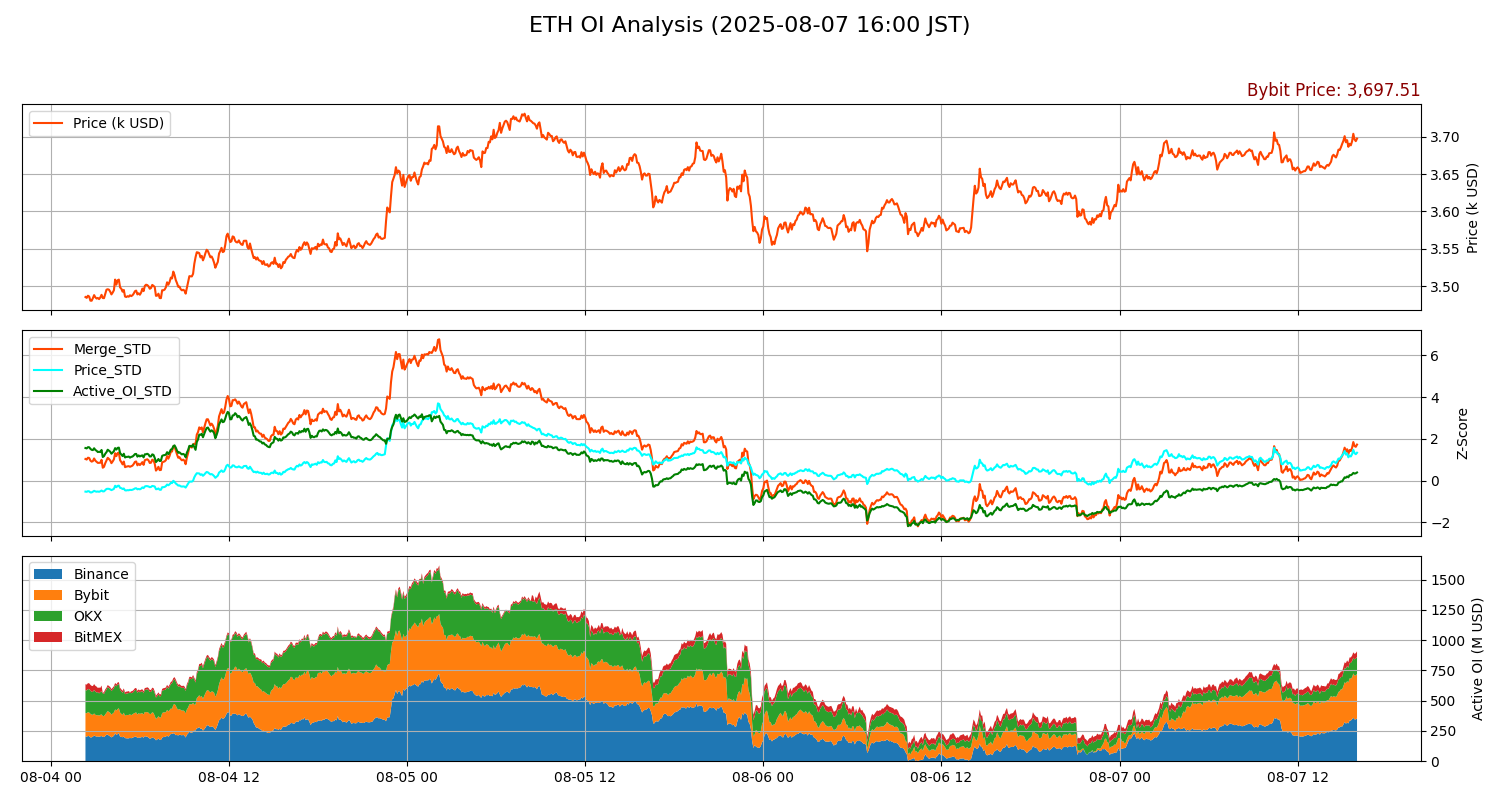 ETH OI Analysis (2025-08-07 16:00 JST)
Bybit Price: 3,697.51
Price (k USD)
3.70
3.65
3.60
3.55
3.50
Price (k USD)
Merge_STD
Price_STD
Active_OI_STD
6
4
2
0
−2
Z-Score
Binance
Bybit
OKX
BitMEX
1500
1250
1000
750
500
250
0
Active OI (M USD)
08-04 00
08-04 12
08-05 00
08-05 12
08-06 00
08-06 12
08-07 00
08-07 12